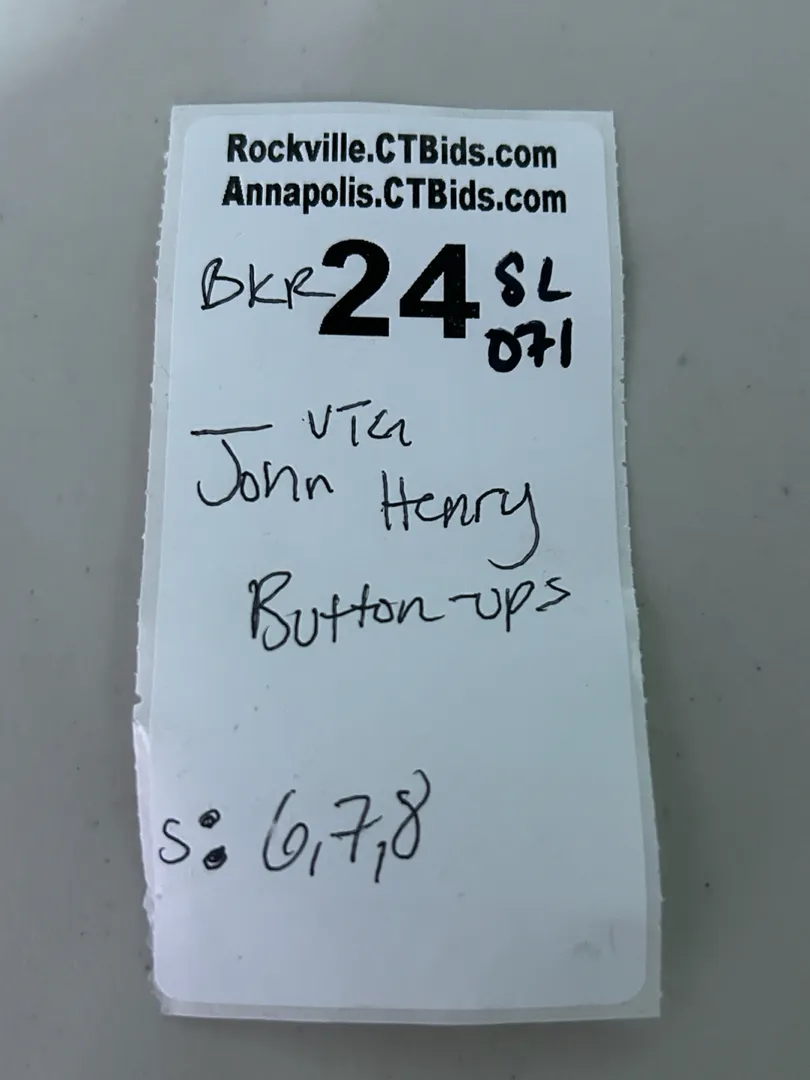 Rockville.CTBids.com
Annapolis.CTBids.com
BKR 24 SL
071
— VTG
John Henry
Button-ups
S: 6,7,8